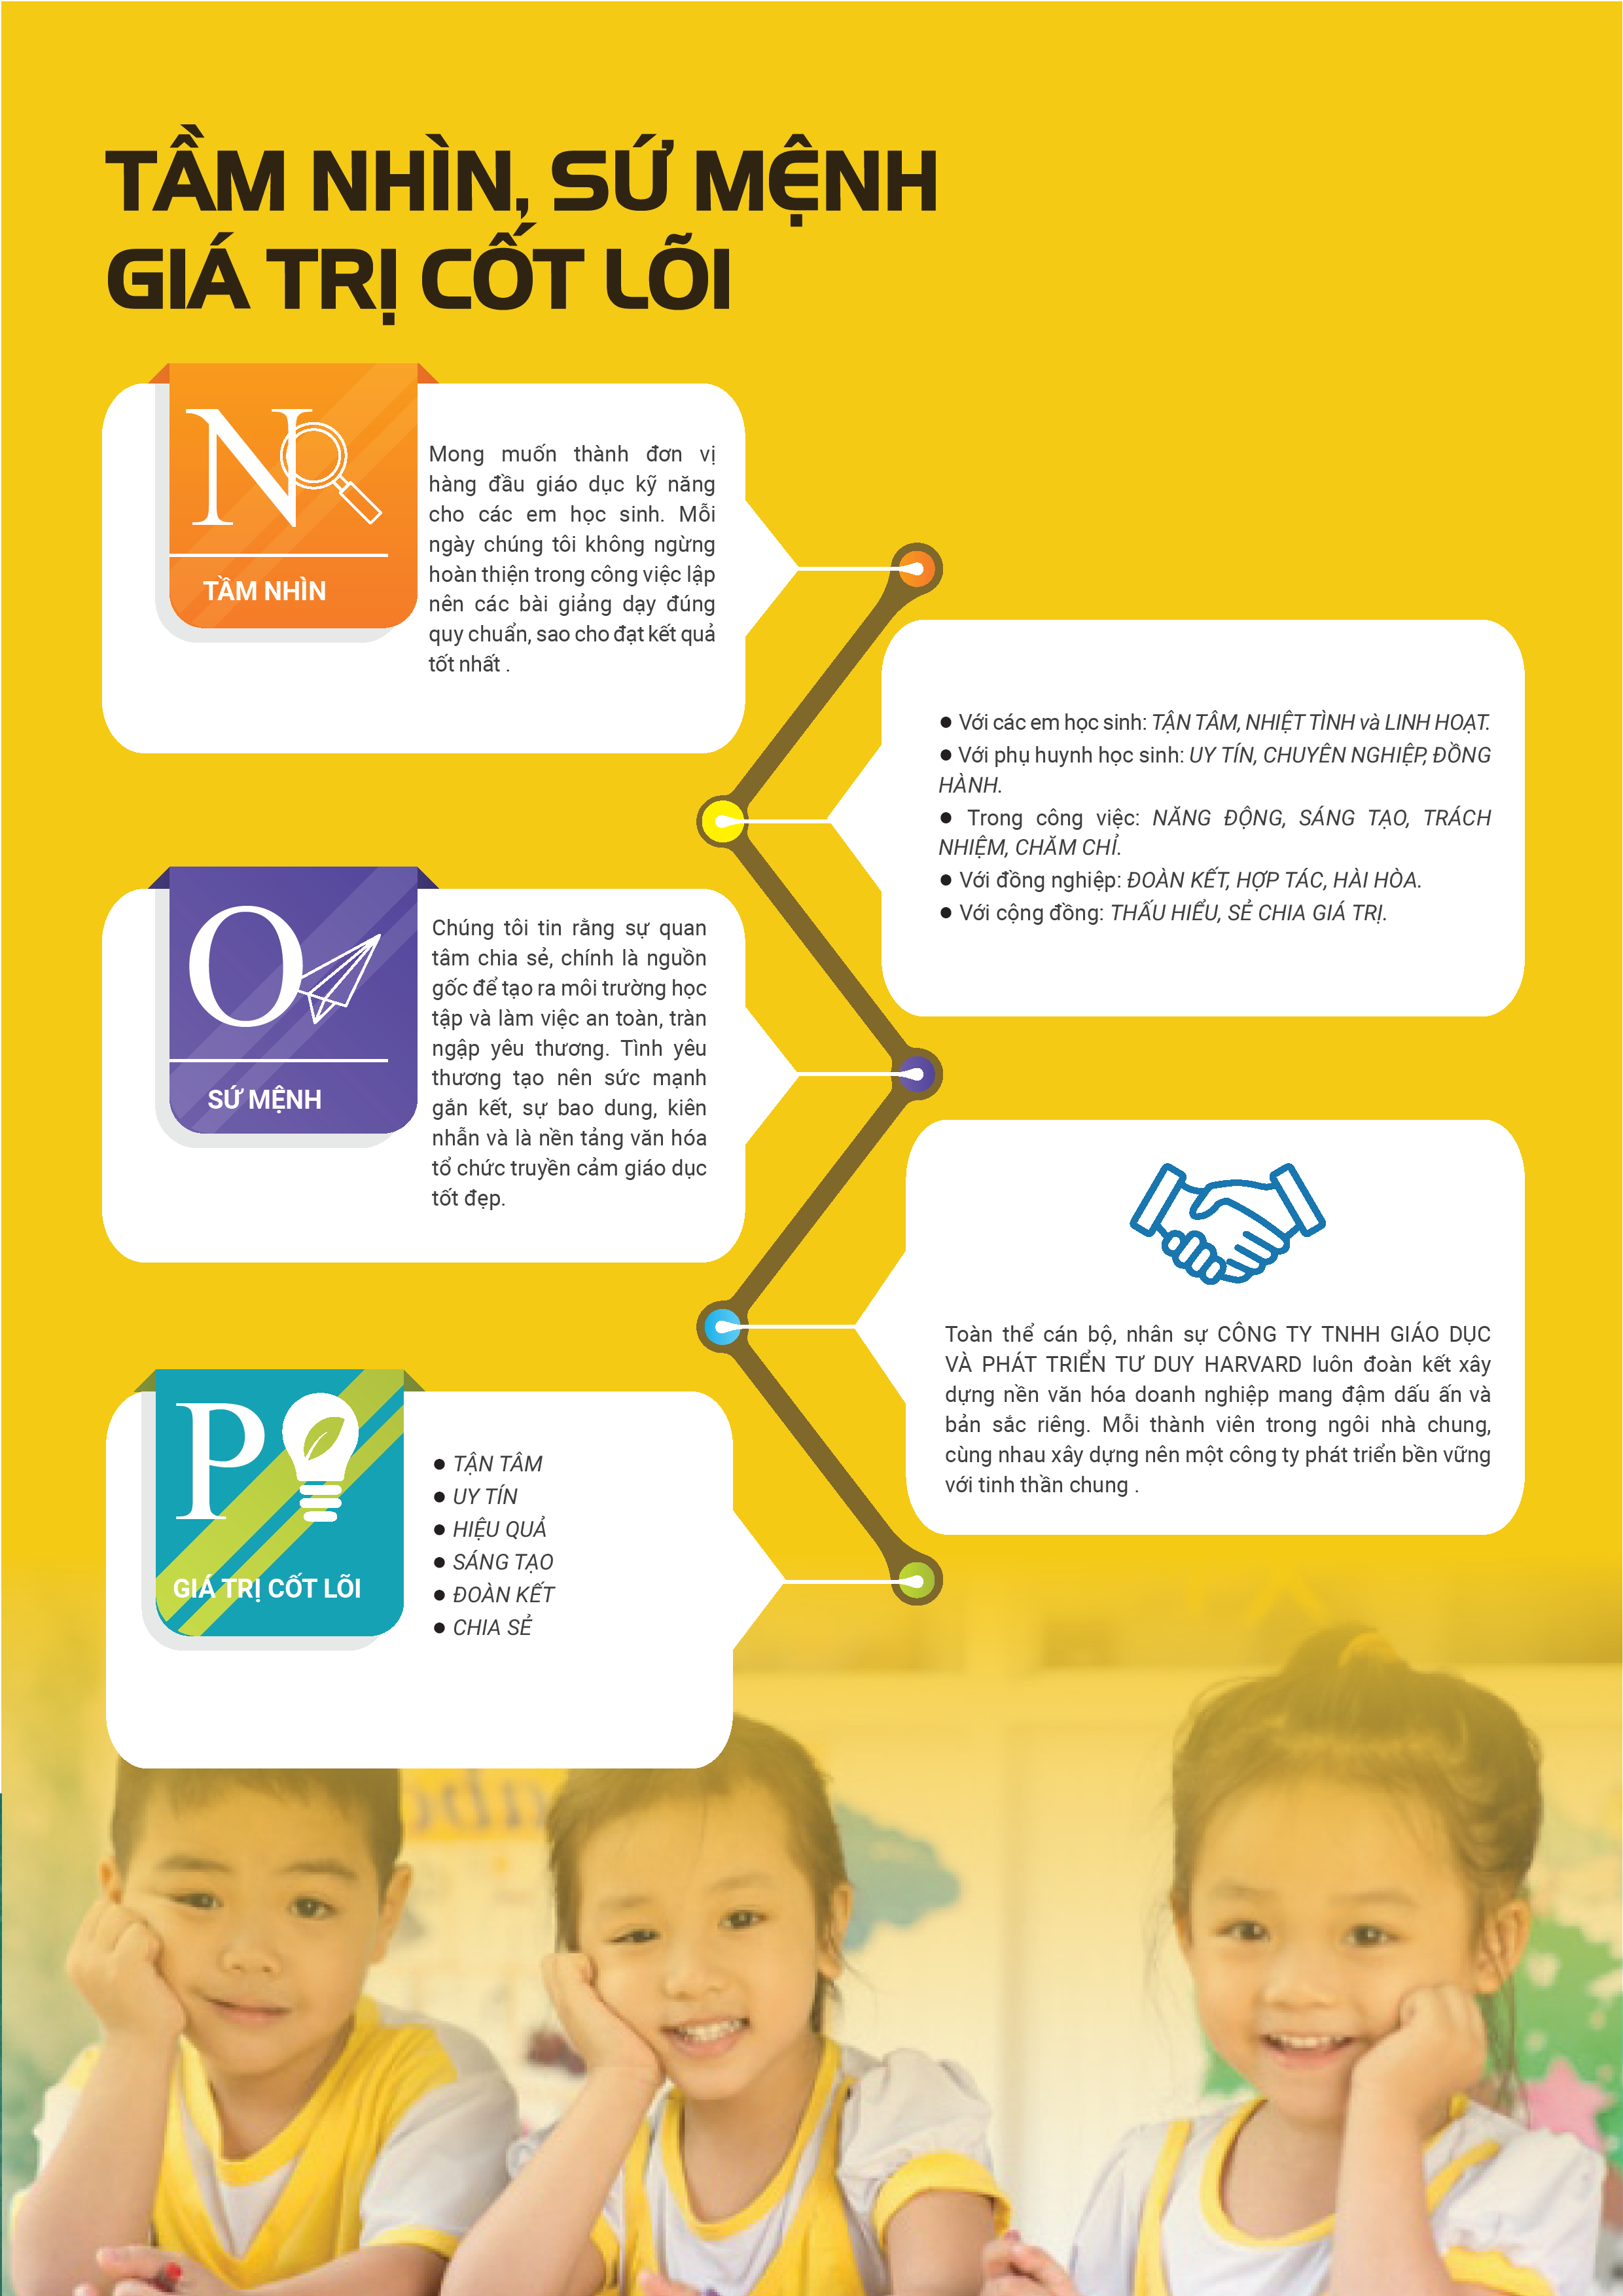 TẦM NHÌN, SỨ MỆNH
GIÁ TRỊ CỐT LÕI
N
TẦM NHÌN
Mong muốn thành đơn vị
hàng đầu giáo dục kỹ năng
cho các em học sinh. Mỗi
ngày chúng tôi không ngừng
hoàn thiện trong công việc lập
nên các bài giảng dạy đúng
quy chuẩn, sao cho đạt kết quả
tốt nhất .
● Với các em học sinh: TẬN TÂM, NHIỆT TÌNH và LINH HOẠT.
● Với phụ huynh học sinh: UY TÍN, CHUYÊN NGHIỆP, ĐỒNG
HÀNH.
● Trong công việc: NĂNG ĐỘNG, SÁNG TẠO, TRÁCH
NHIỆM, CHĂM CHỈ.
● Với đồng nghiệp: ĐOÀN KẾT, HỢP TÁC, HÀI HÒA.
● Với cộng đồng: THẤU HIỂU, SẺ CHIA GIÁ TRỊ.
O
SỨ MỆNH
Chúng tôi tin rằng sự quan
tâm chia sẻ, chính là nguồn
gốc để tạo ra môi trường học
tập và làm việc an toàn, tràn
ngập yêu thương. Tình yêu
thương tạo nên sức mạnh
gắn kết, sự bao dung, kiên
nhẫn và là nền tảng văn hóa
tổ chức truyền cảm giáo dục
tốt đẹp.
Toàn thể cán bộ, nhân sự CÔNG TY TNHH GIÁO DỤC
VÀ PHÁT TRIỂN TƯ DUY HARVARD luôn đoàn kết xây
dựng nền văn hóa doanh nghiệp mang đậm dấu ấn và
bản sắc riêng. Mỗi thành viên trong ngôi nhà chung,
cùng nhau xây dựng nên một công ty phát triển bền vững
với tinh thần chung .
P
GIÁ TRỊ CỐT LÕI
● TẬN TÂM
● UY TÍN
● HIỆU QUẢ
● SÁNG TẠO
● ĐOÀN KẾT
● CHIA SẺ